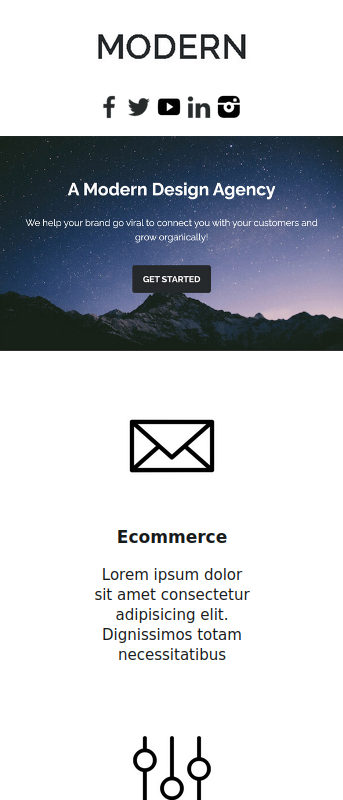 MODERN
A Modern Design Agency
We help your brand go viral to connect you with your customers and
grow organically!
GET STARTED
Ecommerce
Lorem ipsum dolor
sit amet consectetur
adipisicing elit.
Dignissimos totam
necessitatibus